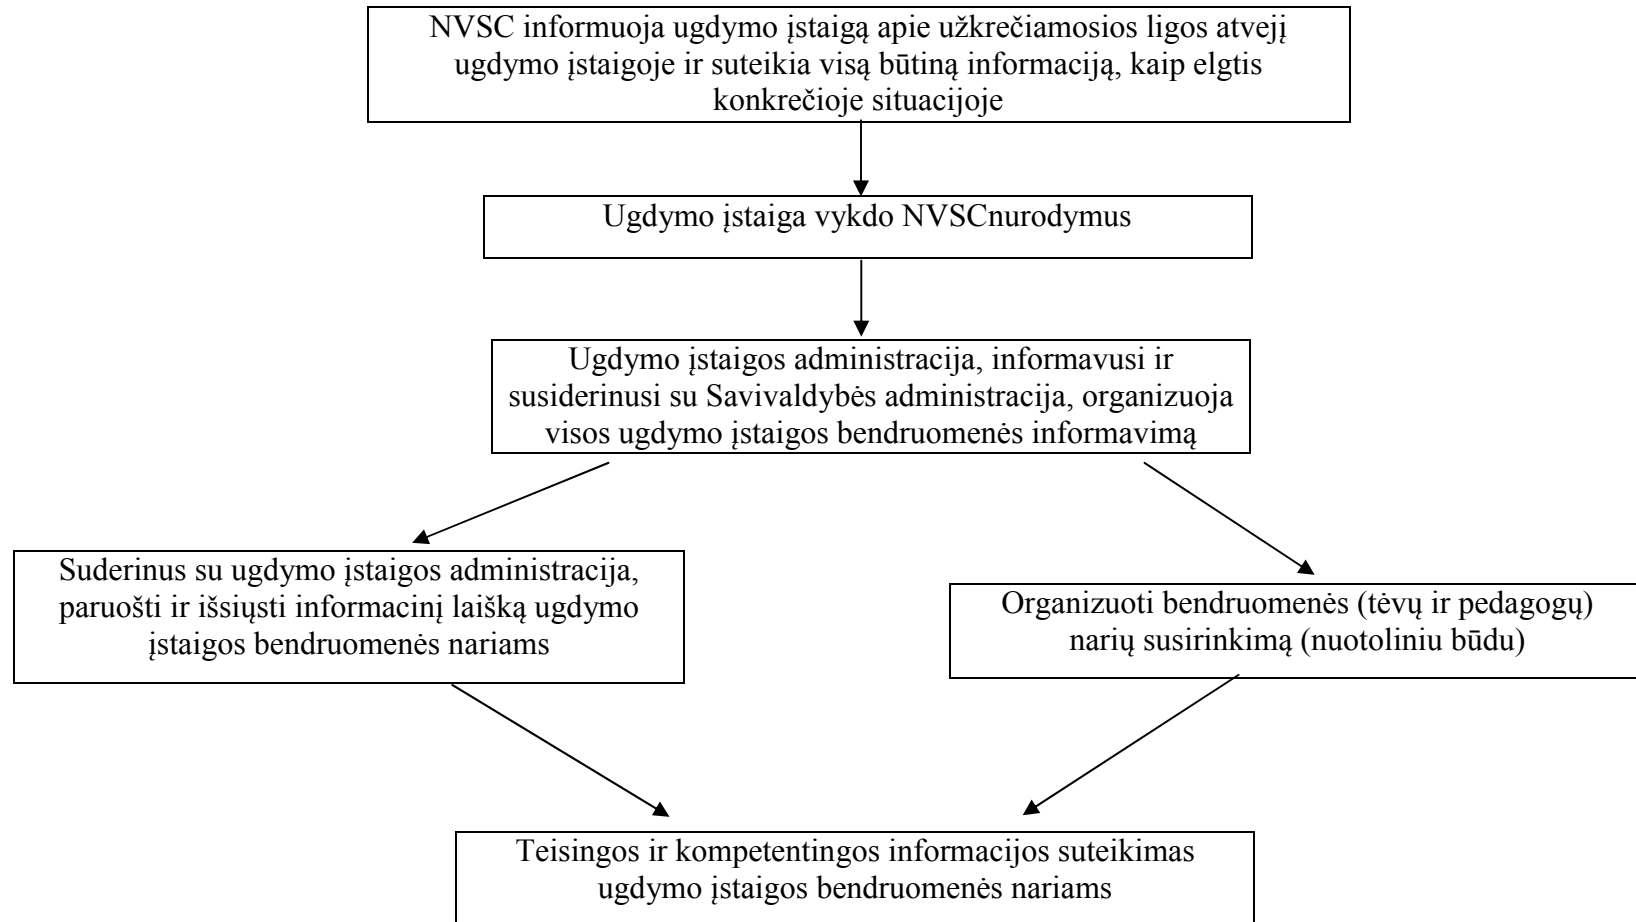 NVSC informuoja ugdymo įstaigą apie užkrečiamosios ligos atvejį
ugdymo įstaigoje ir suteikia visą būtiną informaciją, kaip elgtis
konkrečioje situacijoje
Ugdymo įstaiga vykdo NVSCnurodymus
Ugdymo įstaigos administracija, informavusi ir
susiderinusi su Savivaldybės administracija, organizuoja
visos ugdymo įstaigos bendruomenės informavimą
Suderinus su ugdymo įstaigos administracija,
paruošti ir išsiųsti informacinį laišką ugdymo
įstaigos bendruomenės nariams
Organizuoti bendruomenės (tėvų ir pedagogų)
narių susirinkimą (nuotoliniu būdu)
Teisingos ir kompetentingos informacijos suteikimas
ugdymo įstaigos bendruomenės nariams